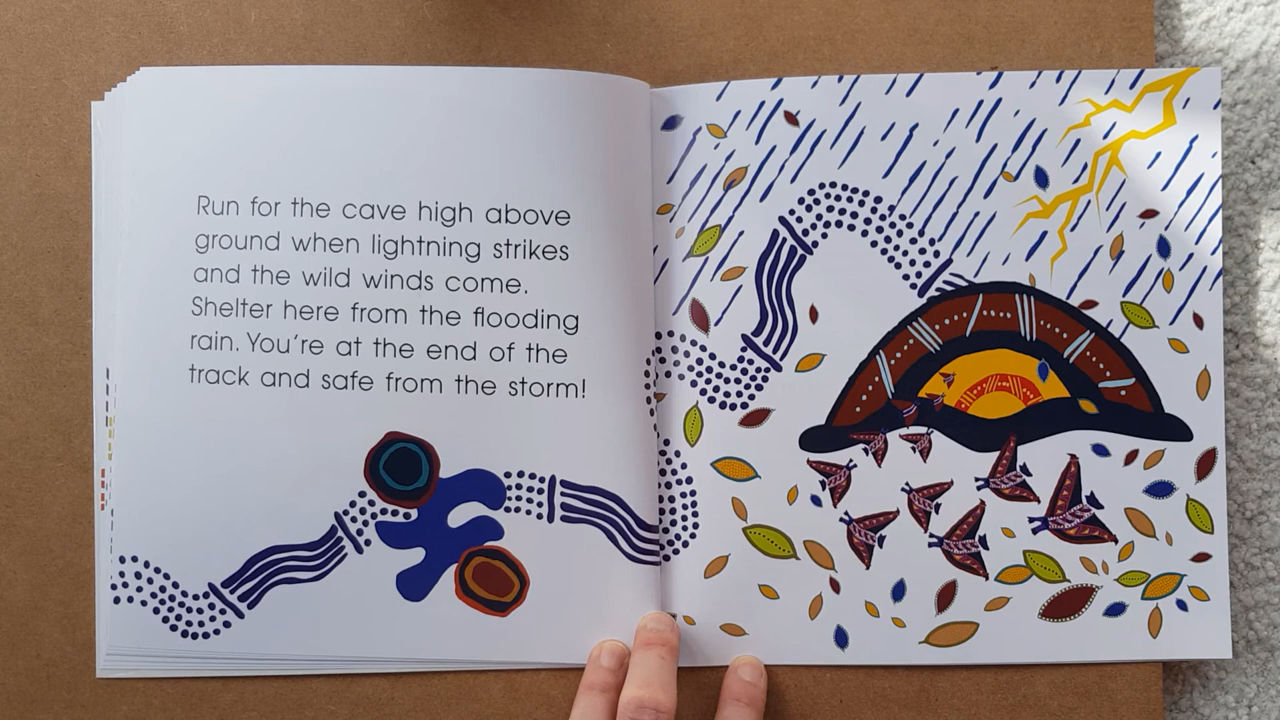 Run for the cave high above
ground when lightning strikes
and the wild winds come.
Shelter here from the flooding
rain. You're at the end of the
track and safe from the storm!